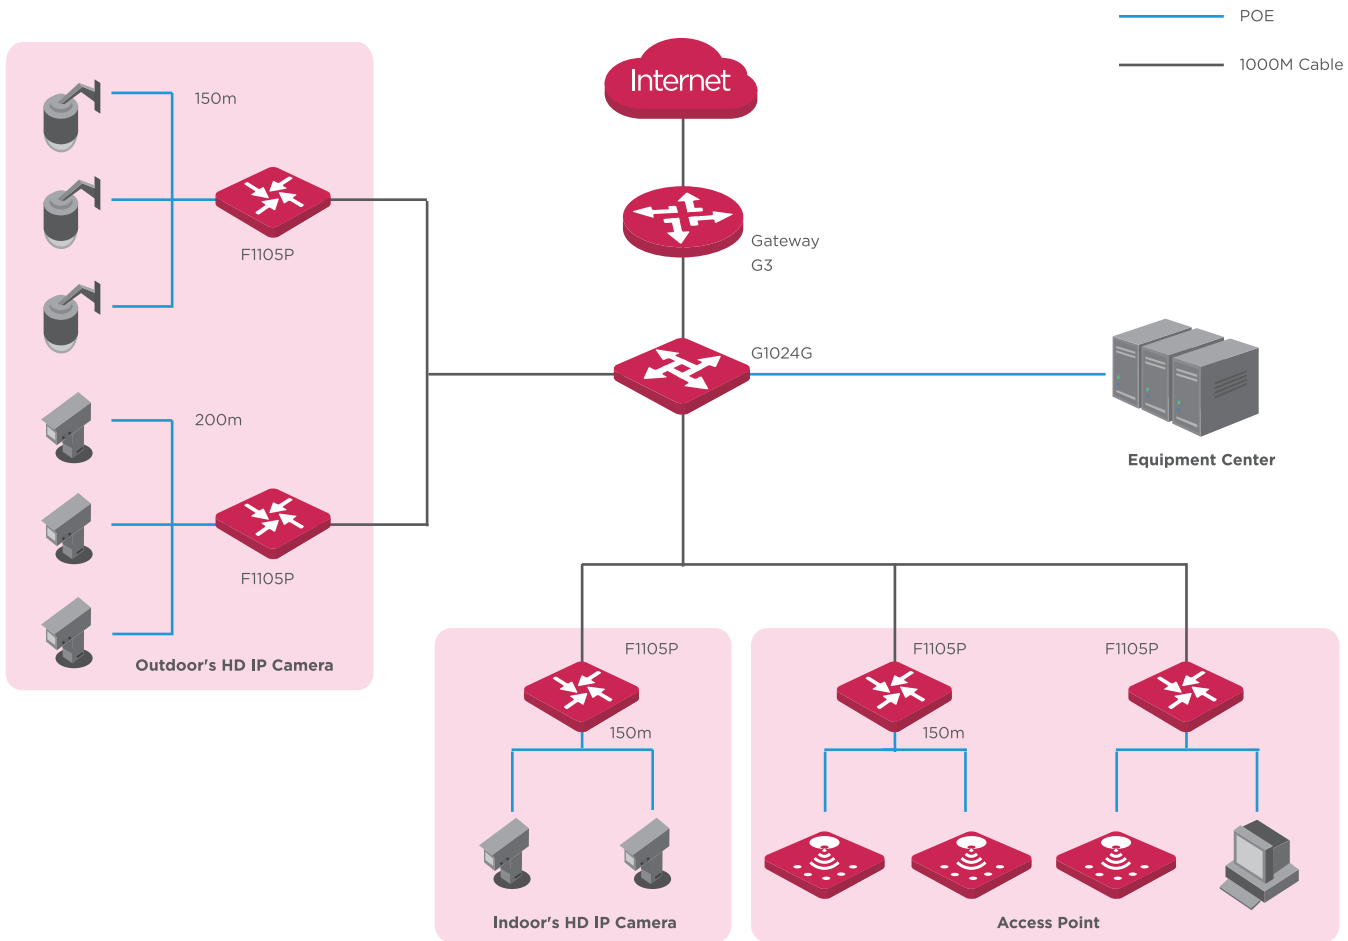 POE
1000M Cable
Internet
150m
F1105P
Gateway
G3
G1024G
200m
Equipment Center
F1105P
Outdoor's HD IP Camera
F1105P
F1105P
F1105P
150m
150m
Indoor's HD IP Camera
Access Point